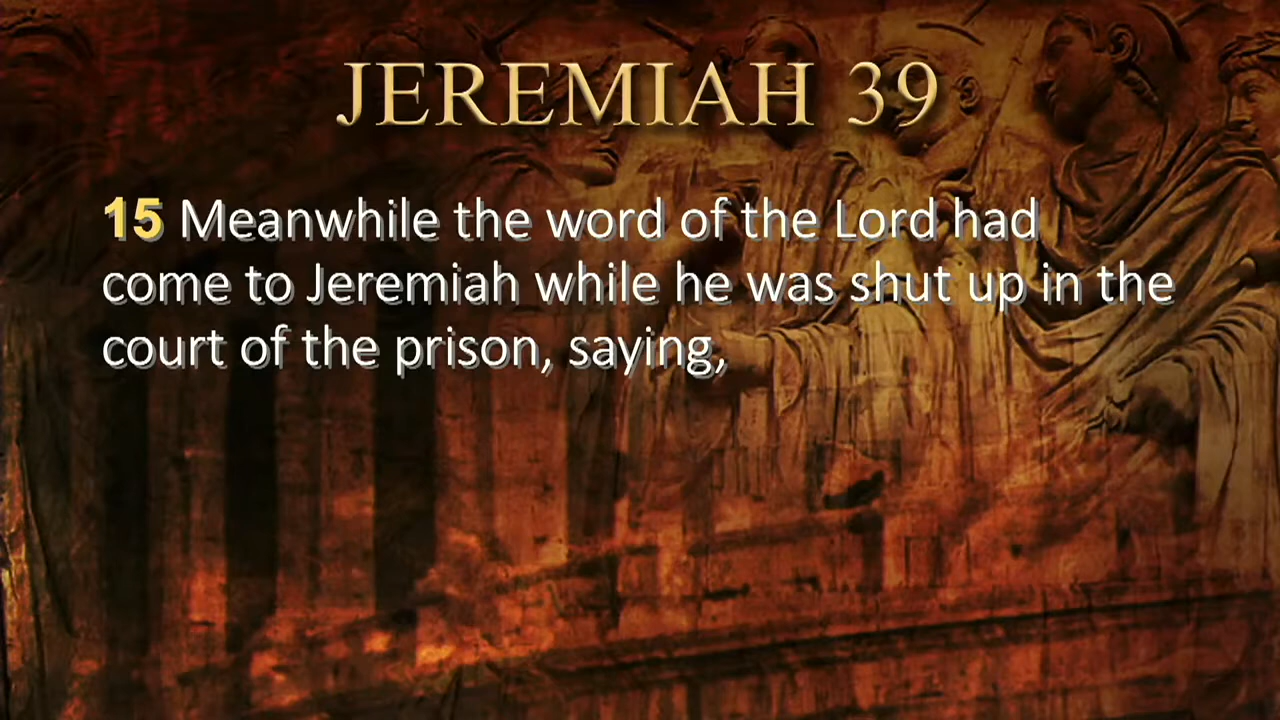 JEREMIAH 39
15 Meanwhile the word of the Lord had
come to Jeremiah while he was shut up in the
court of the prison, saying,